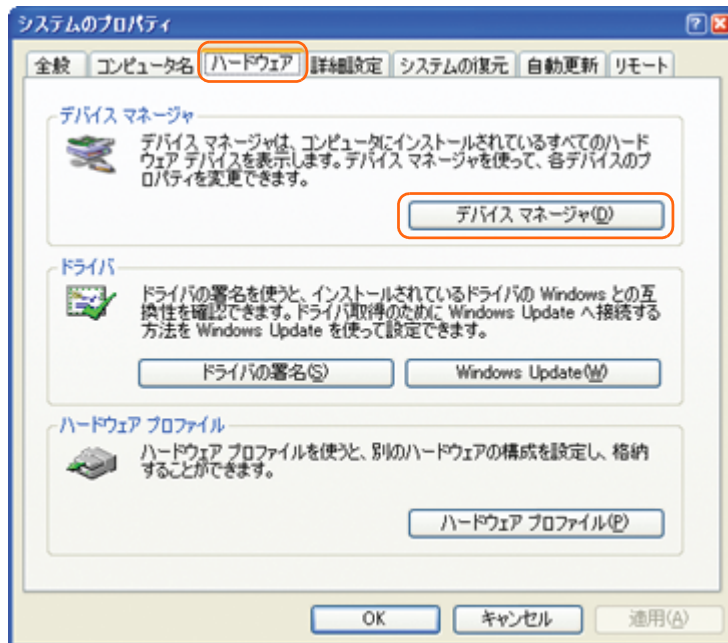 システムのプロパティ
全般 コンピュータ名 ハードウェア 詳細設定 システムの復元 自動更新 リモート
デバイス マネージャ
デバイス マネージャは、コンピュータにインストールされているすべてのハード
ウェア デバイスを表示します。デバイス マネージャを使って、各デバイスのプ
ロパティを変更できます。
デバイス マネージャ(D)
ドライバ
ドライバの署名を使うと、インストールされているドライバの Windows との互
換性を確認できます。ドライバ取得のために Windows Update へ接続する
方法を Windows Update を使って設定できます。
ドライバの署名(S) Windows Update(W)
ハードウェア プロファイル
ハードウェア プロファイルを使うと、別のハードウェアの構成を設定し、格納
することができます。
ハードウェア プロファイル(P)
OK キャンセル 適用(A)